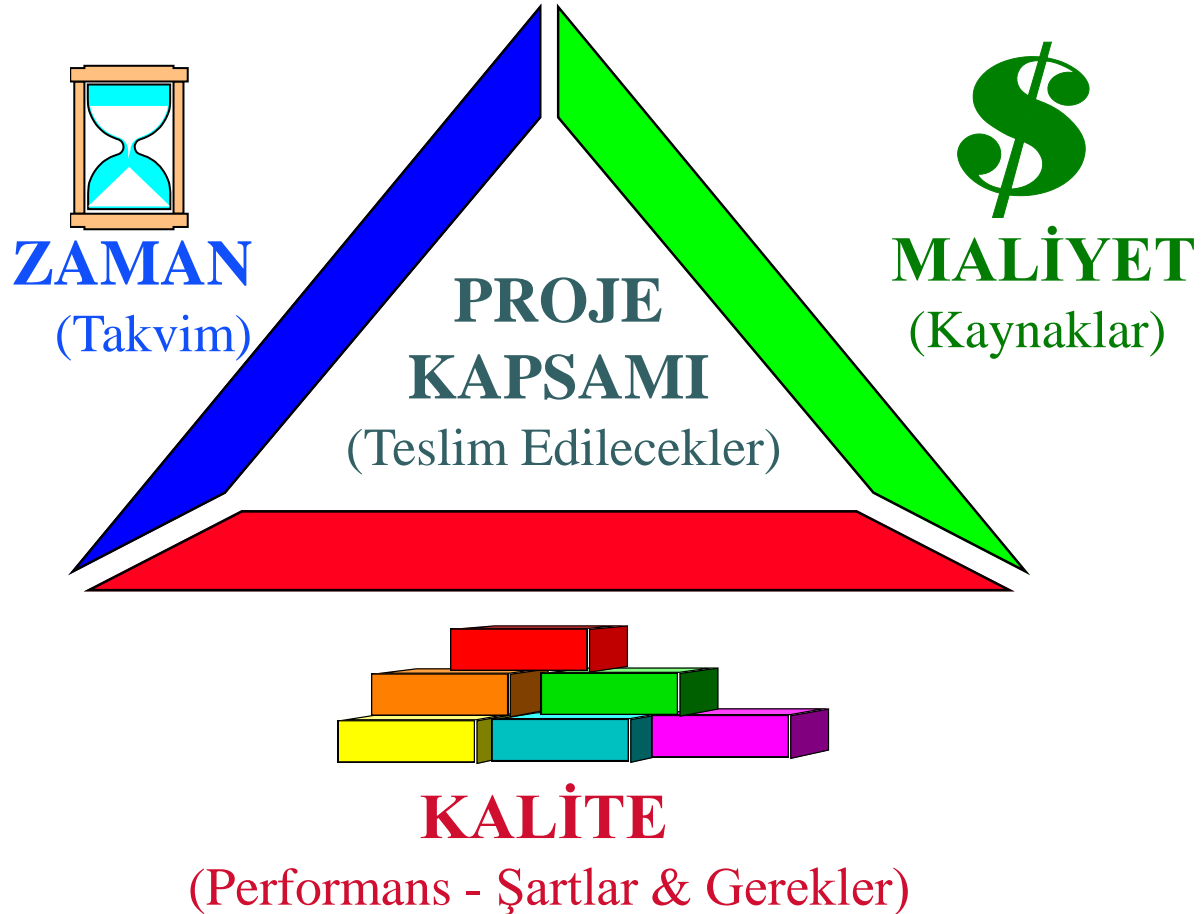 ZAMAN
(Takvim)
MALİYET
(Kaynaklar)
PROJE
KAPSAMI
(Teslim Edilecekler)
KALİTE
(Performans - Şartlar & Gerekler)